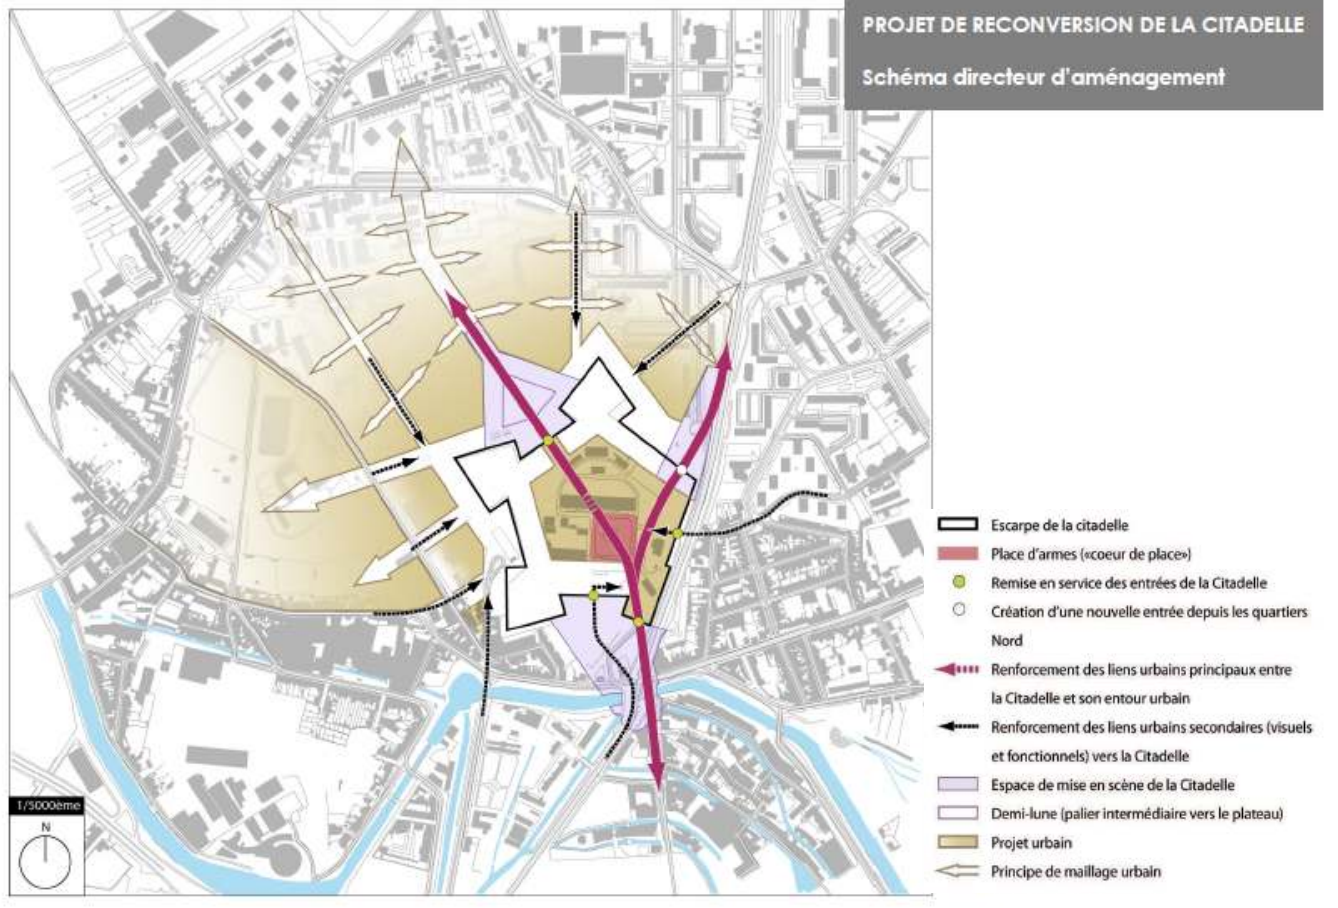 PROJET DE RECONVERSION DE LA CITADELLE
Schéma directeur d'aménagement
Escarpe de la citadelle
Place d'armes («coeur de place»)
Remise en service des entrées de la Citadelle
Création d'une nouvelle entrée depuis les quartiers
Nord
Renforcement des liens urbains principaux entre
la Citadelle et son entour urbain
Renforcement des liens urbains secondaires (visuels
et fonctionnels) vers la Citadelle
Espace de mise en scène de la Citadelle
Demi-lune (palier intermédiaire vers le plateau)
Projet urbain
Principe de maillage urbain
1/5000ème
N